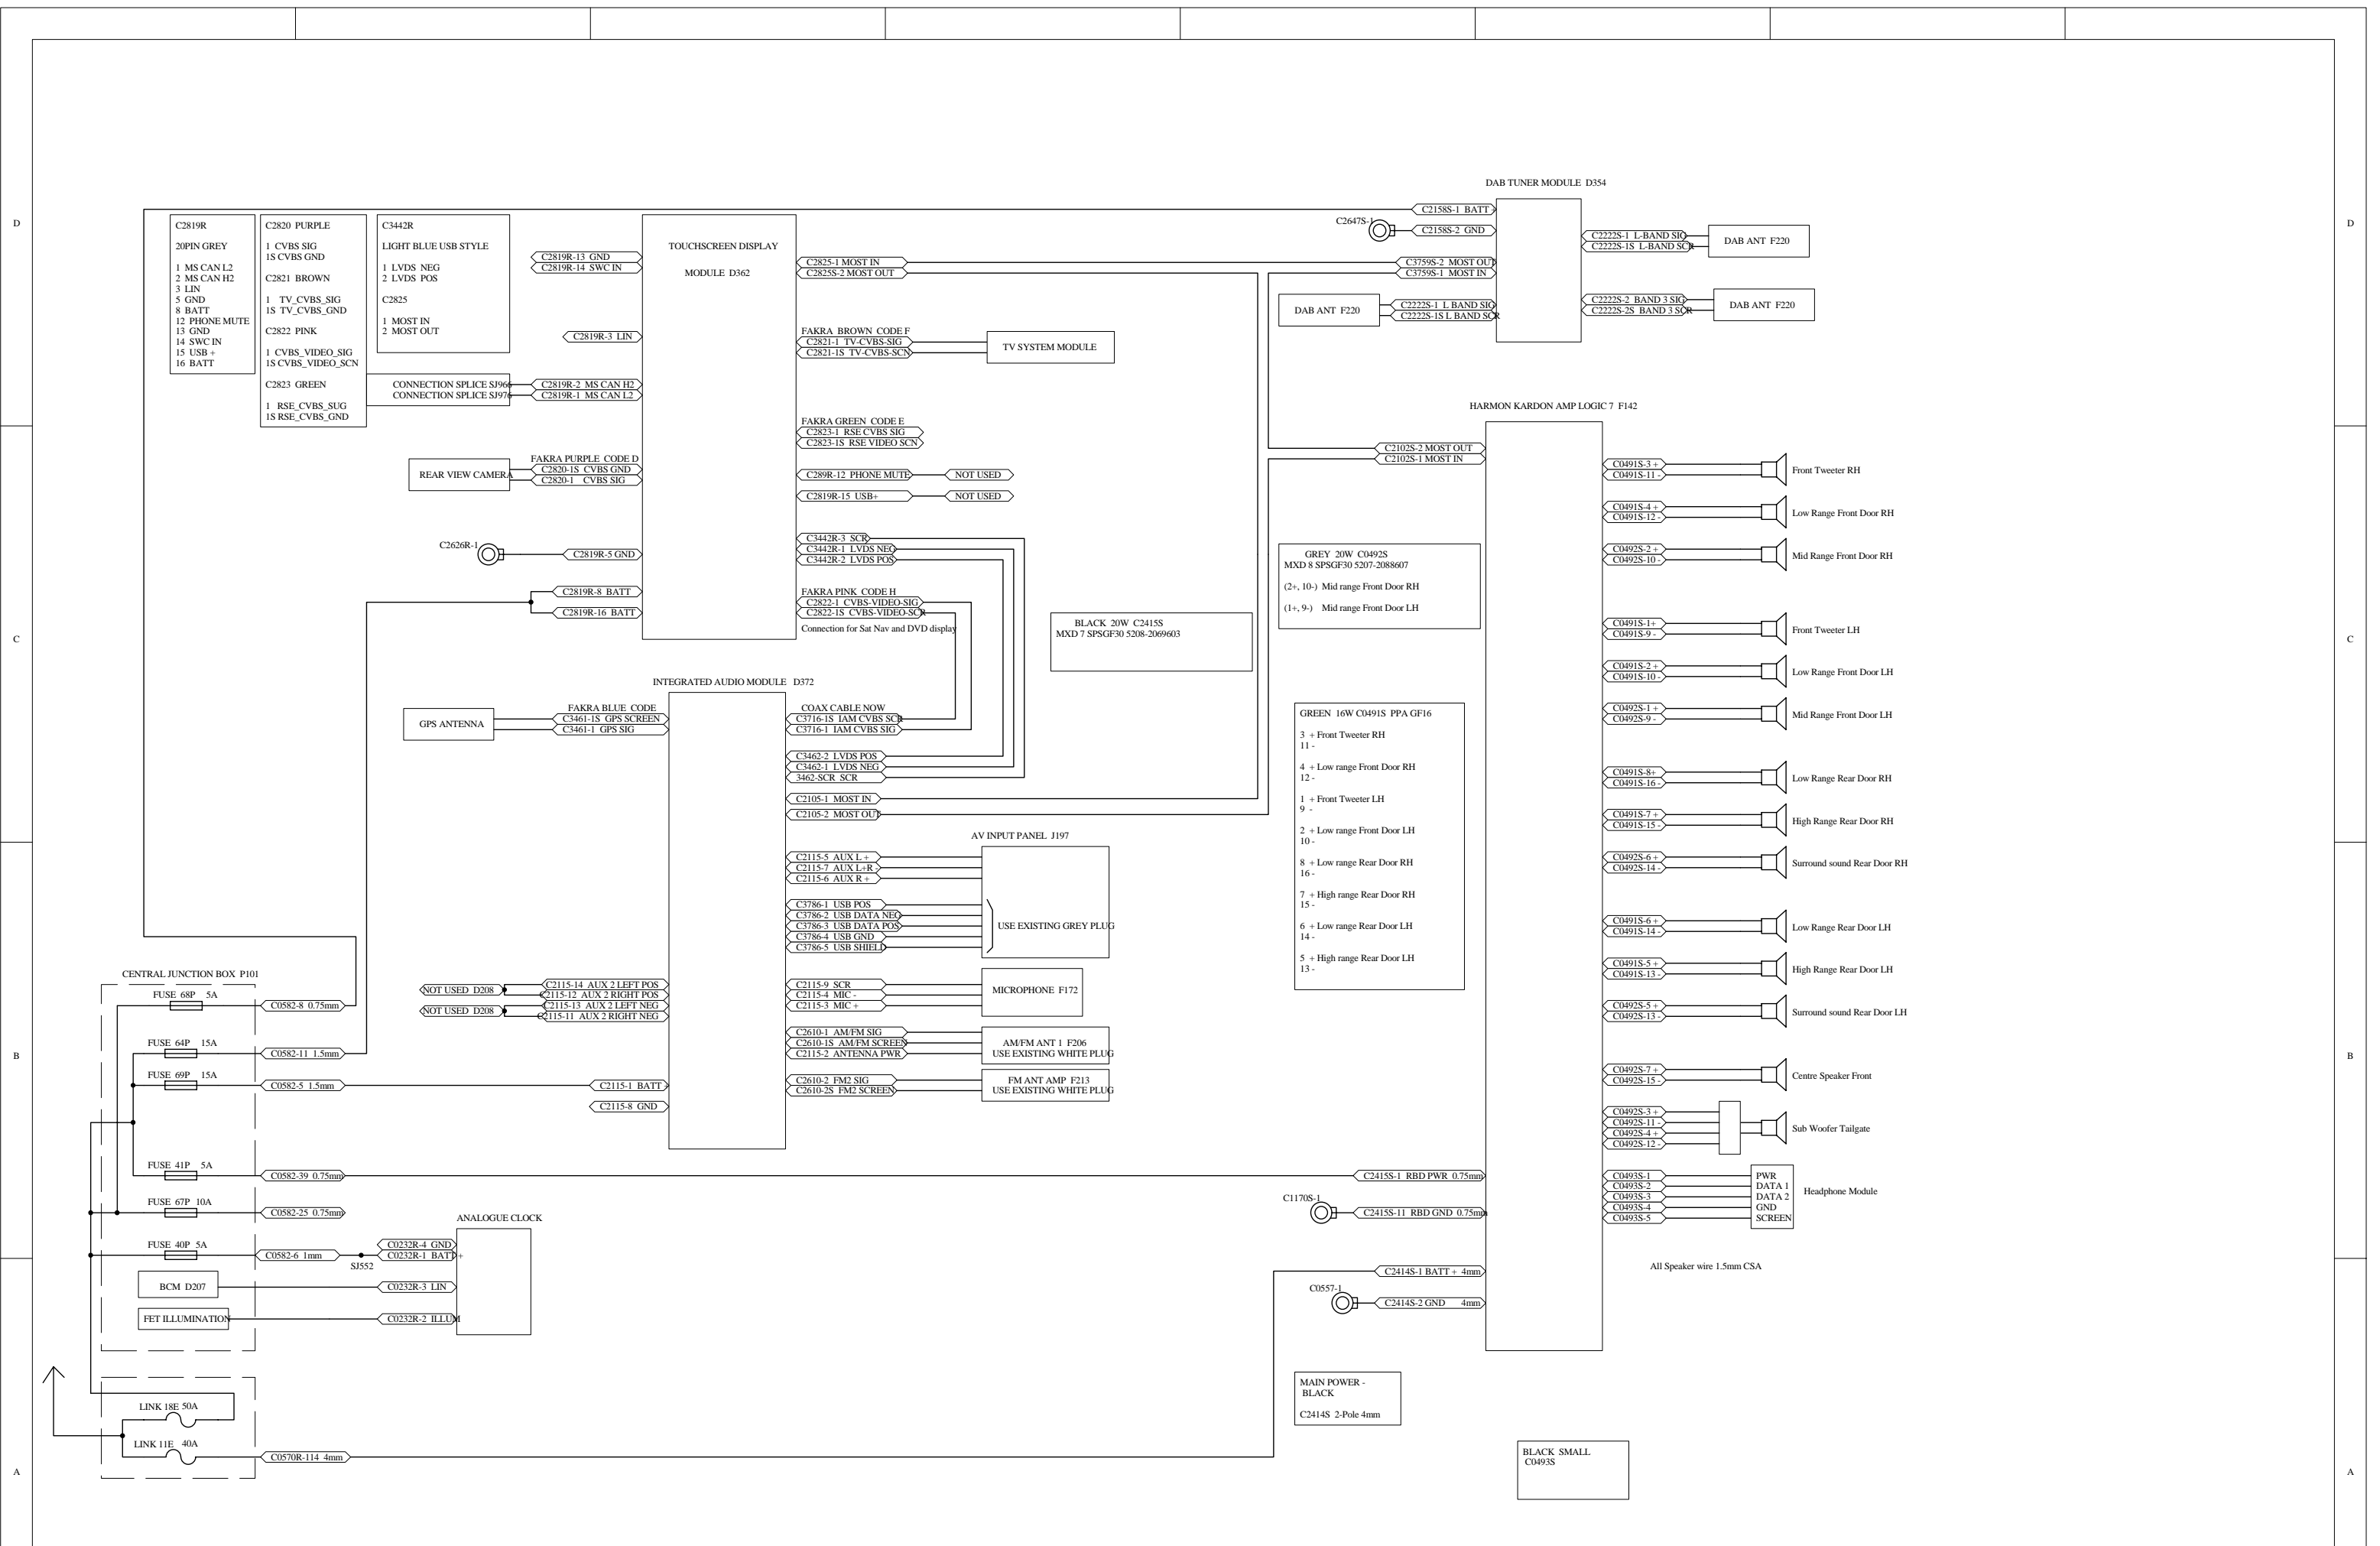 D
D
C
C
B
B
A
A
C2819R
20PIN GREY
1 MS CAN L2
2 MS CAN H2
3 LIN
5 GND
8 BATT
12 PHONE MUTE
13 GND
14 SWC IN
15 USB +
16 BATT
C2820 PURPLE
1 CVBS SIG
1S CVBS GND
C2821 BROWN
1 TV_CVBS_SIG
1S TV_CVBS_GND
C2822 PINK
1 CVBS_VIDEO_SIG
1S CVBS_VIDEO_SCN
C2823 GREEN
1 RSE_CVBS_SUG
1S RSE_CVBS_GND
C3442R
LIGHT BLUE USB STYLE
1 LVDS NEG
2 LVDS POS
C2825
1 MOST IN
2 MOST OUT
CONNECTION SPLICE SJ966
CONNECTION SPLICE SJ976
C2819R-13 GND
C2819R-14 SWC IN
C2819R-3 LIN
C2819R-2 MS CAN H2
C2819R-1 MS CAN L2
REAR VIEW CAMERA
FAKRA PURPLE CODE D
C2820-1S CVBS GND
C2820-1 CVBS SIG
C2626R-1
C2819R-5 GND
C2819R-8 BATT
C2819R-16 BATT
TOUCHSCREEN DISPLAY
MODULE D362
C2825-1 MOST IN
C2825S-2 MOST OUT
FAKRA BROWN CODE F
C2821-1 TV-CVBS-SIG
C2821-1S TV-CVBS-SCN
TV SYSTEM MODULE
FAKRA GREEN CODE E
C2823-1 RSE CVBS SIG
C2823-1S RSE VIDEO SCN
C289R-12 PHONE MUTE
NOT USED
C2819R-15 USB+
NOT USED
C3442R-3 SCR
C3442R-1 LVDS NEG
C3442R-2 LVDS POS
FAKRA PINK CODE H
C2822-1 CVBS-VIDEO-SIG
C2822-1S CVBS-VIDEO-SCR
Connection for Sat Nav and DVD display
DAB TUNER MODULE D354
C2158S-1 BATT +
C2647S-1
C2158S-2 GND
C3759S-2 MOST OUT
C3759S-1 MOST IN
DAB ANT F220
C2222S-1 L BAND SIG
C2222S-1S L BAND SCR
C2222S-1 L-BAND SIG
C2222S-1S L-BAND SCR
DAB ANT F220
C2222S-2 BAND 3 SIG
C2222S-2S BAND 3 SCR
DAB ANT F220
HARMON KARDON AMP LOGIC 7 F142
C2102S-2 MOST OUT
C2102S-1 MOST IN
GREY 20W C0492S
MXD 8 SPSGF30 5207-2088607
(2+, 10-) Mid range Front Door RH
(1+, 9-) Mid range Front Door LH
BLACK 20W C2415S
MXD 7 SPSGF30 5208-2069603
GREEN 16W C0491S PPA GF16
3 + Front Tweeter RH
11 -
4 + Low range Front Door RH
12 -
1 + Front Tweeter LH
9 -
2 + Low range Front Door LH
10 -
8 + Low range Rear Door RH
16 -
7 + High range Rear Door RH
15 -
6 + Low range Rear Door LH
14 -
5 + High range Rear Door LH
13 -
C0491S-3 +
C0491S-11 -
Front Tweeter RH
C0491S-4 +
C0491S-12 -
Low Range Front Door RH
C0492S-2 +
C0492S-10 -
Mid Range Front Door RH
C0491S-1+
C0491S-9 -
Front Tweeter LH
C0491S-2 +
C0491S-10 -
Low Range Front Door LH
C0492S-1 +
C0492S-9 -
Mid Range Front Door LH
C0491S-8+
C0491S-16 -
Low Range Rear Door RH
C0491S-7 +
C0491S-15 -
High Range Rear Door RH
C0492S-6 +
C0492S-14 -
Surround sound Rear Door RH
C0491S-6 +
C0491S-14 -
Low Range Rear Door LH
C0491S-5 +
C0491S-13 -
High Range Rear Door LH
C0492S-5 +
C0492S-13 -
Surround sound Rear Door LH
C0492S-7 +
C0492S-15 -
Centre Speaker Front
C0492S-3 +
C0492S-11 -
C0492S-4 +
C0492S-12 -
Sub Woofer Tailgate
C0493S-1
C0493S-2
C0493S-3
C0493S-4
C0493S-5
PWR
DATA 1
DATA 2
GND
SCREEN
Headphone Module
All Speaker wire 1.5mm CSA
INTEGRATED AUDIO MODULE D372
GPS ANTENNA
FAKRA BLUE CODE
C3461-1S GPS SCREEN
C3461-1 GPS SIG
COAX CABLE NOW
C3716-1S IAM CVBS SCR
C3716-1 IAM CVBS SIG
C3462-2 LVDS POS
C3462-1 LVDS NEG
3462-SCR SCR
C2105-1 MOST IN
C2105-2 MOST OUT
AV INPUT PANEL J197
C2115-5 AUX L +
C2115-7 AUX L+R -
C2115-6 AUX R +
C3786-1 USB POS
C3786-2 USB DATA NEG
C3786-3 USB DATA POS
C3786-4 USB GND
C3786-5 USB SHIELD
USE EXISTING GREY PLUG
NOT USED D208
C2115-14 AUX 2 LEFT POS
C2115-12 AUX 2 RIGHT POS
NOT USED D208
C2115-13 AUX 2 LEFT NEG
C2115-11 AUX 2 RIGHT NEG
C2115-9 SCR
C2115-4 MIC -
C2115-3 MIC +
MICROPHONE F172
C2610-1 AM/FM SIG
C2610-1S AM/FM SCREEN
C2115-2 ANTENNA PWR
AM/FM ANT 1 F206
USE EXISTING WHITE PLUG
C2610-2 FM2 SIG
C2610-2S FM2 SCREEN
FM ANT AMP F213
USE EXISTING WHITE PLUG
C2115-1 BATT +
C2115-8 GND
CENTRAL JUNCTION BOX P101
FUSE 68P 5A
C0582-8 0.75mm
FUSE 64P 15A
C0582-11 1.5mm
FUSE 69P 15A
C0582-5 1.5mm
FUSE 41P 5A
C0582-39 0.75mm
FUSE 67P 10A
C0582-25 0.75mm
FUSE 40P 5A
C0582-6 1mm
SJ552
ANALOGUE CLOCK
C0232R-4 GND
C0232R-1 BATT +
BCM D207
C0232R-3 LIN
FET ILLUMINATION
C0232R-2 ILLUM
LINK 18E 50A
LINK 11E 40A
C0570R-114 4mm
C2415S-1 RBD PWR 0.75mm
C1170S-1
C2415S-11 RBD GND 0.75mm
C2414S-1 BATT + 4mm
C0557-1
C2414S-2 GND 4mm
MAIN POWER -
BLACK
C2414S 2-Pole 4mm
BLACK SMALL
C0493S